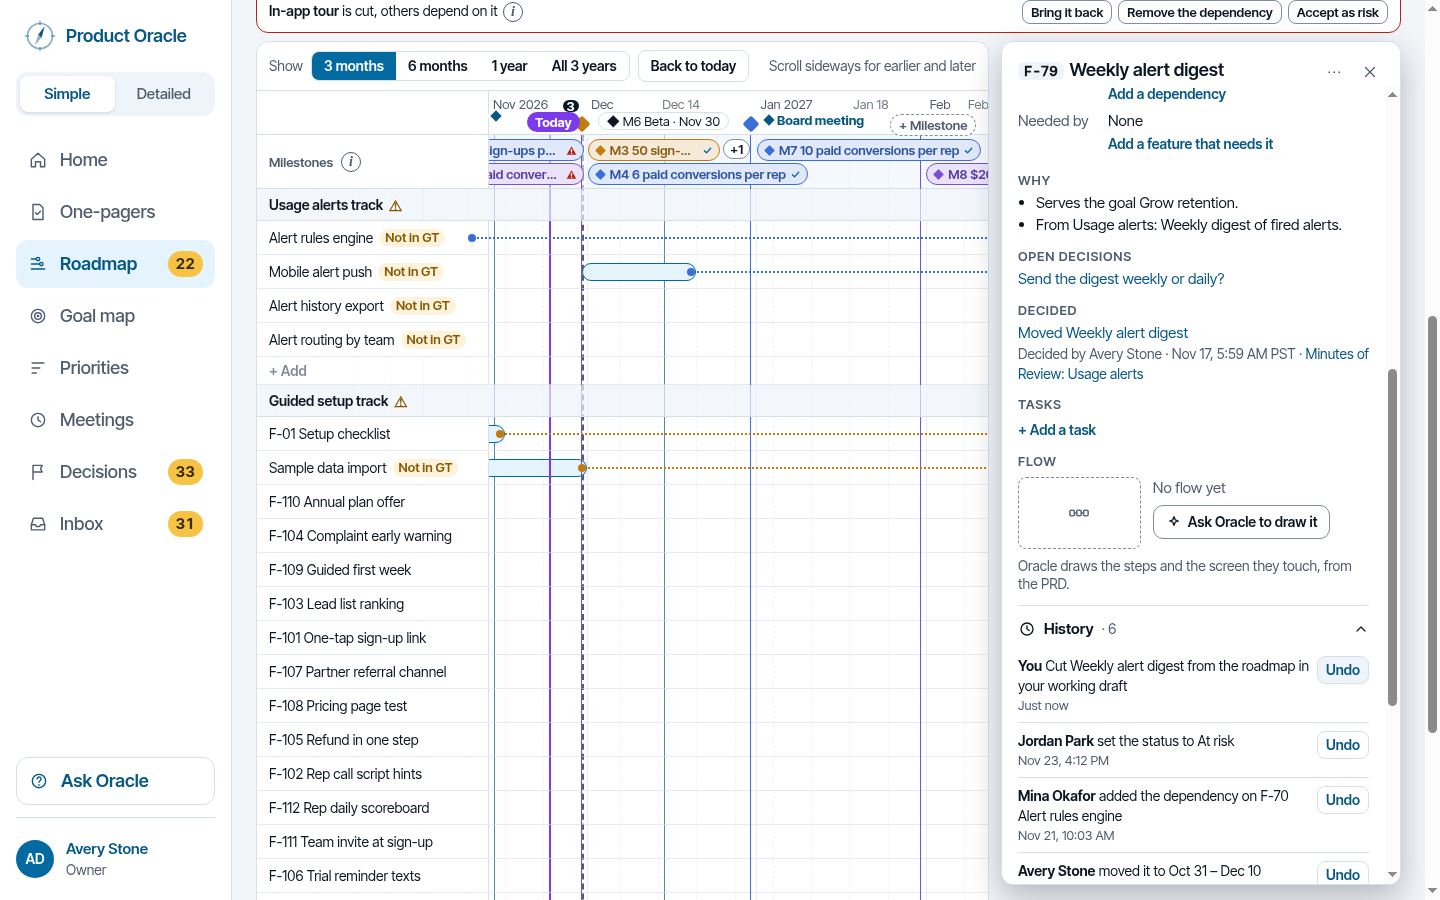 Product Oracle
Simple
Detailed
Home
One-pagers
Roadmap
22
Goal map
Priorities
Meetings
Decisions
33
Inbox
31
Ask Oracle
AD
Avery Stone
Owner
In-app tour is cut, others depend on it i
Bring it back
Remove the dependency
Accept as risk
Show
3 months
6 months
1 year
All 3 years
Back to today
Scroll sideways for earlier and later
Nov 2026
3
Dec
Dec 14
Jan 2027
Jan 18
Feb
Feb
Today
M6 Beta · Nov 30
Board meeting
+ Milestone
Milestones i
ign-ups p...
M3 50 sign-...
+1
M7 10 paid conversions per rep
aid conver...
M4 6 paid conversions per rep
M8 $20
Usage alerts track
Alert rules engine Not in GT
Mobile alert push Not in GT
Alert history export Not in GT
Alert routing by team Not in GT
+ Add
Guided setup track
F-01 Setup checklist
Sample data import Not in GT
F-110 Annual plan offer
F-104 Complaint early warning
F-109 Guided first week
F-103 Lead list ranking
F-101 One-tap sign-up link
F-107 Partner referral channel
F-108 Pricing page test
F-105 Refund in one step
F-102 Rep call script hints
F-112 Rep daily scoreboard
F-111 Team invite at sign-up
F-106 Trial reminder texts
F-79 Weekly alert digest
Add a dependency
Needed by None
Add a feature that needs it
WHY
• Serves the goal Grow retention.
• From Usage alerts: Weekly digest of fired alerts.
OPEN DECISIONS
Send the digest weekly or daily?
DECIDED
Moved Weekly alert digest
Decided by Avery Stone · Nov 17, 5:59 AM PST · Minutes of
Review: Usage alerts
TASKS
+ Add a task
FLOW
No flow yet
Ask Oracle to draw it
Oracle draws the steps and the screen they touch, from
the PRD.
History · 6
You Cut Weekly alert digest from the roadmap in
your working draft
Just now
Undo
Jordan Park set the status to At risk
Nov 23, 4:12 PM
Undo
Mina Okafor added the dependency on F-70
Alert rules engine
Nov 21, 10:03 AM
Undo
Avery Stone moved it to Oct 31 – Dec 10
Undo